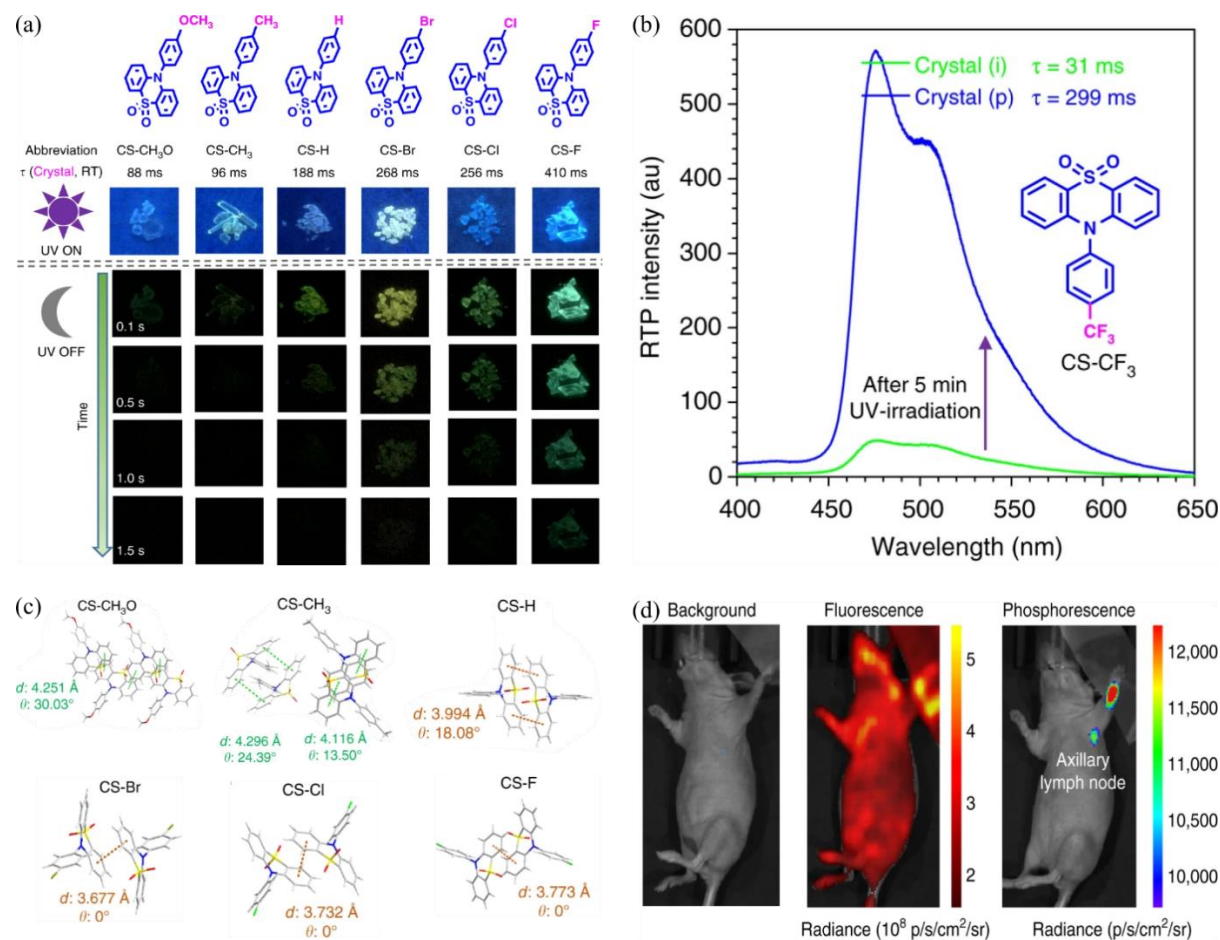 (a)
OCH₃ CH₃ H Br Cl F
N N N N N N
S S S S S S
O O O O O O O O O O O O
Abbreviation CS-CH₃O CS-CH₃ CS-H CS-Br CS-Cl CS-F
τ (Crystal, RT) 88 ms 96 ms 188 ms 268 ms 256 ms 410 ms
UV ON
0.1 s
UV OFF
0.5 s
Time
1.0 s
1.5 s
(b)
600
500
400
300
200
100
0
RTP intensity (au)
Crystal (i) τ = 31 ms
Crystal (p) τ = 299 ms
O O
S
N
CF₃
CS-CF₃
After 5 min
UV-irradiation
400 450 500 550 600 650
Wavelength (nm)
(c)
CS-CH₃O CS-CH₃ CS-H
d: 4.251 Å
θ: 30.03°
d: 4.296 Å
θ: 24.39°
d: 4.116 Å
θ: 13.50°
d: 3.994 Å
θ: 18.08°
CS-Br CS-Cl CS-F
d: 3.677 Å
θ: 0°
d: 3.732 Å
θ: 0°
d: 3.773 Å
θ: 0°
(d)
Background Fluorescence Phosphorescence
5
4
3
2
Axillary
lymph node
12,000
11,500
11,000
10,500
10,000
Radiance (10⁸ p/s/cm²/sr) Radiance (p/s/cm²/sr)